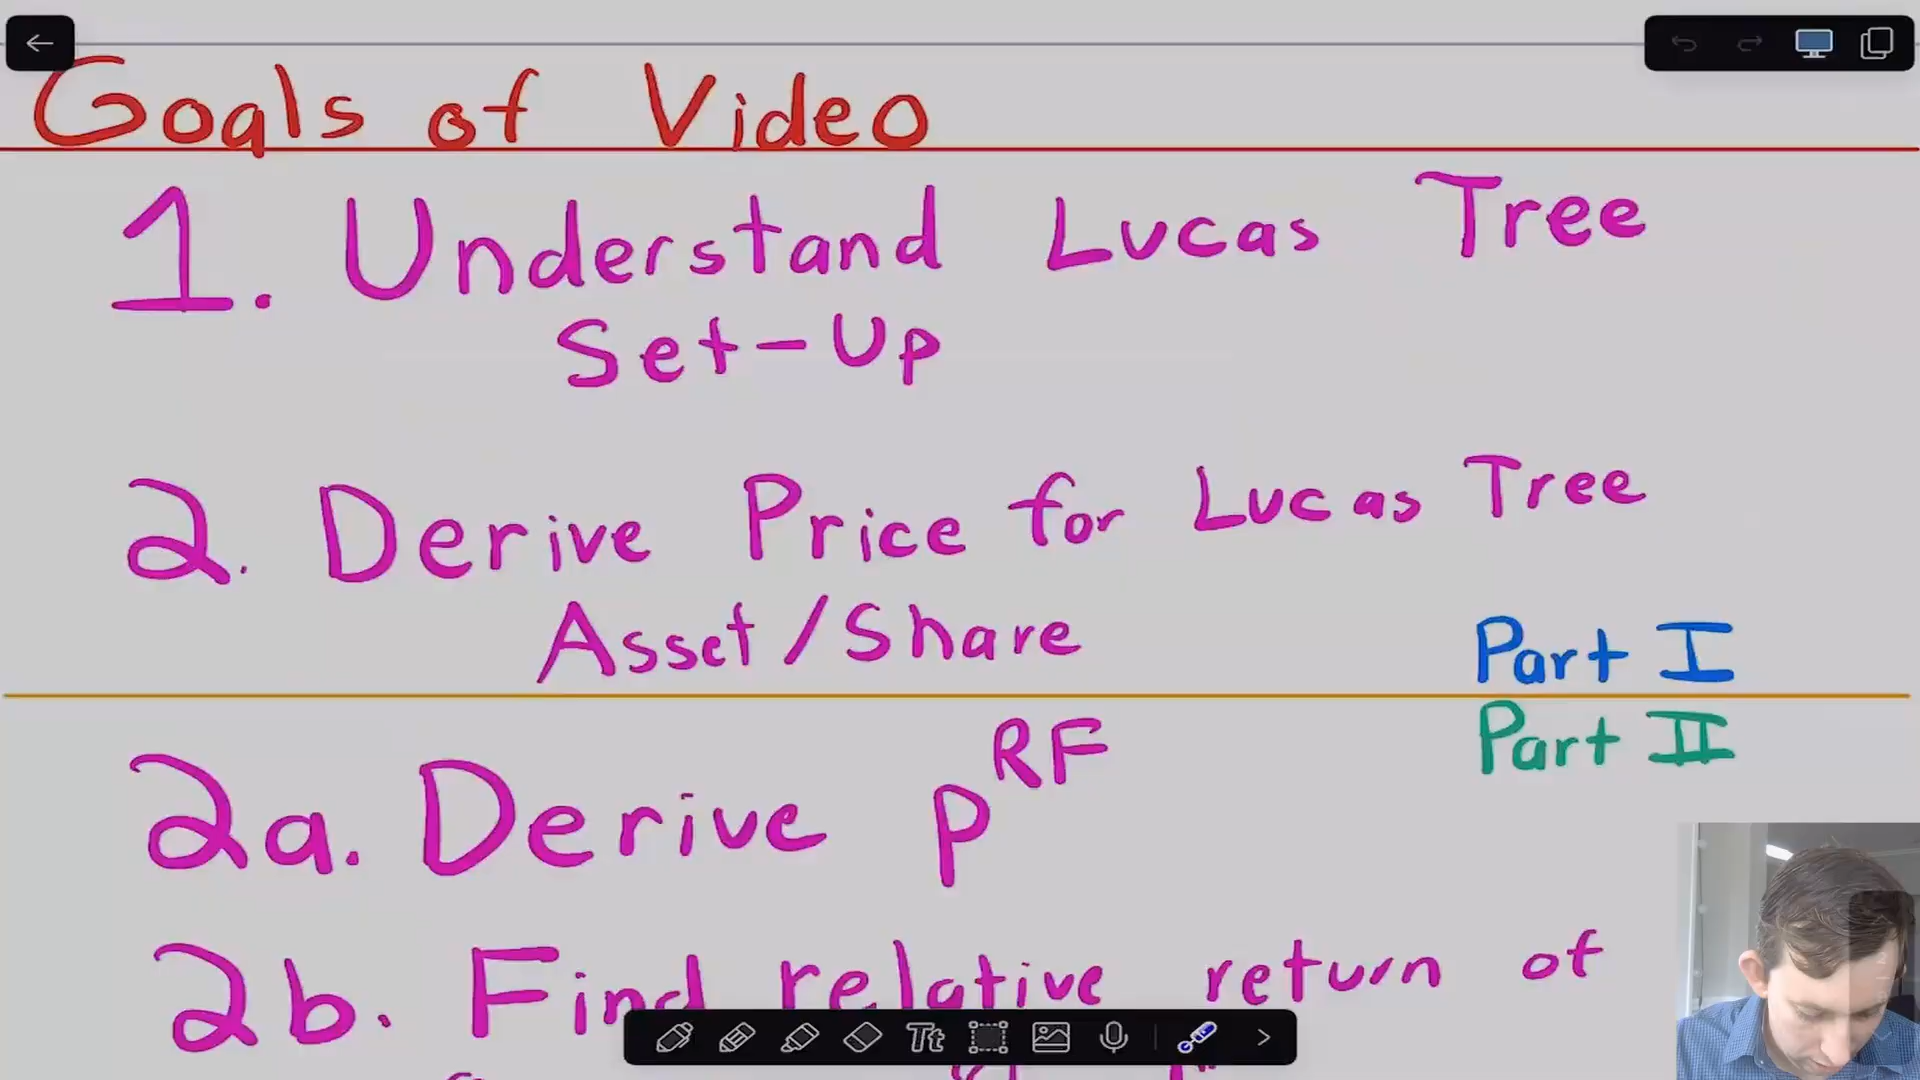 Goals of Video
1. Understand Lucas Tree
Set-Up
2. Derive Price for Lucas Tree
Asset/Share
Part I
Part II
2a. Derive P^RF
2b. Find relative return of
Tt